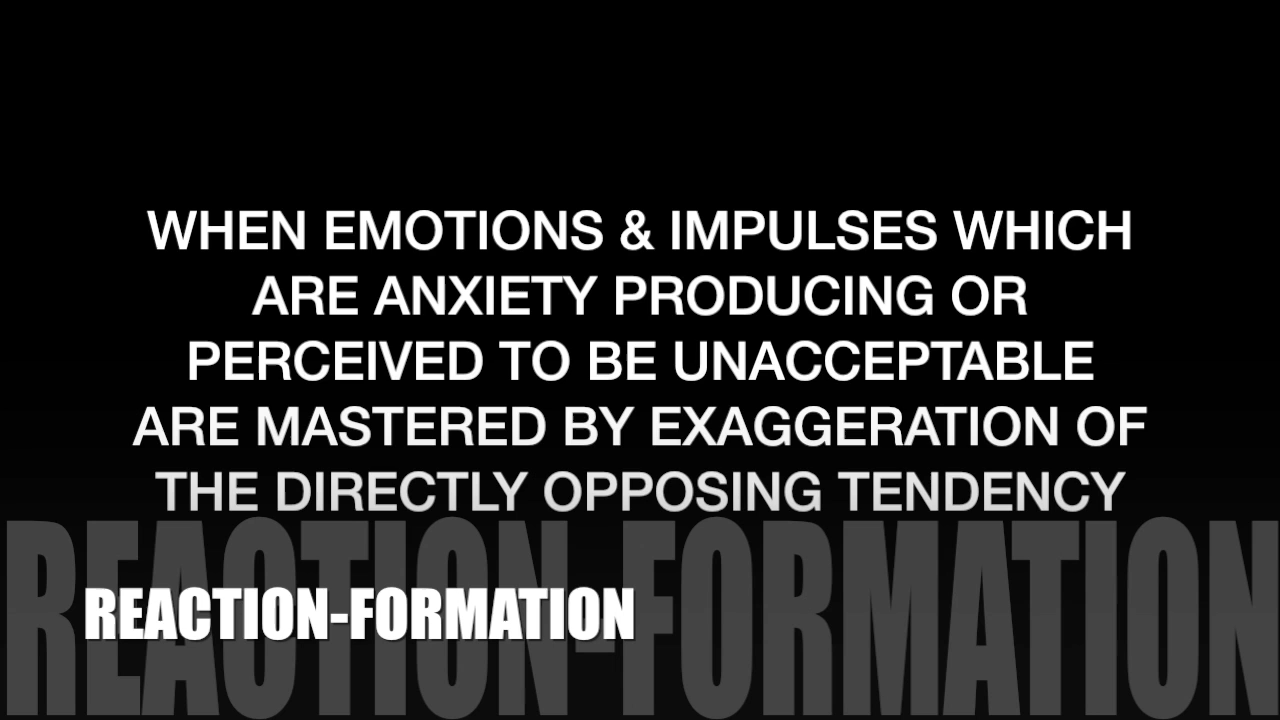 WHEN EMOTIONS & IMPULSES WHICH
ARE ANXIETY PRODUCING OR
PERCEIVED TO BE UNACCEPTABLE
ARE MASTERED BY EXAGGERATION OF
THE DIRECTLY OPPOSING TENDENCY
REACTION-FORMATION
REACTION-FORMATION